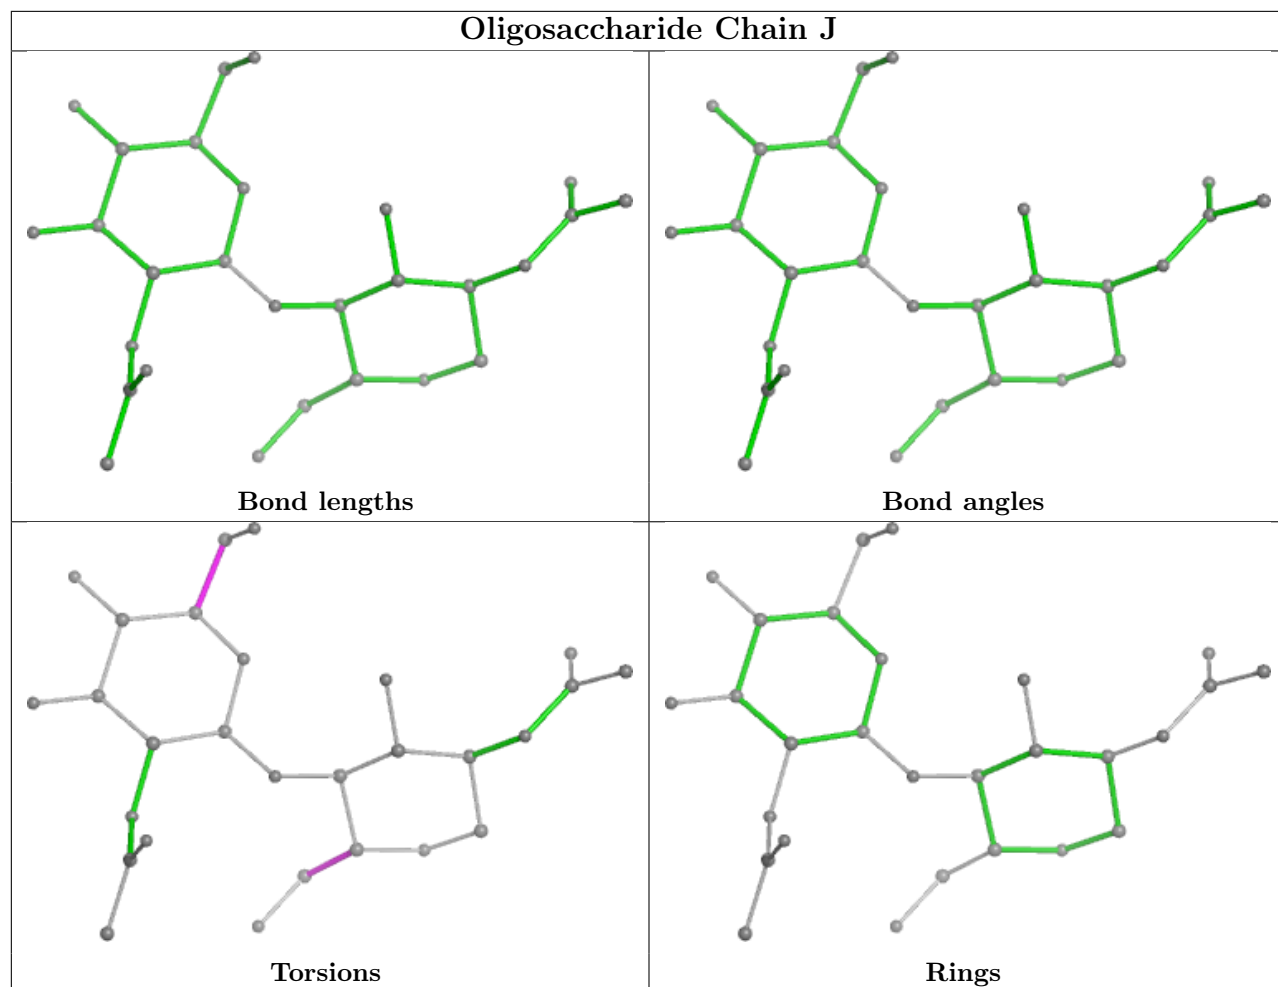 Oligosaccharide Chain J
Bond lengths
Bond angles
Torsions
Rings